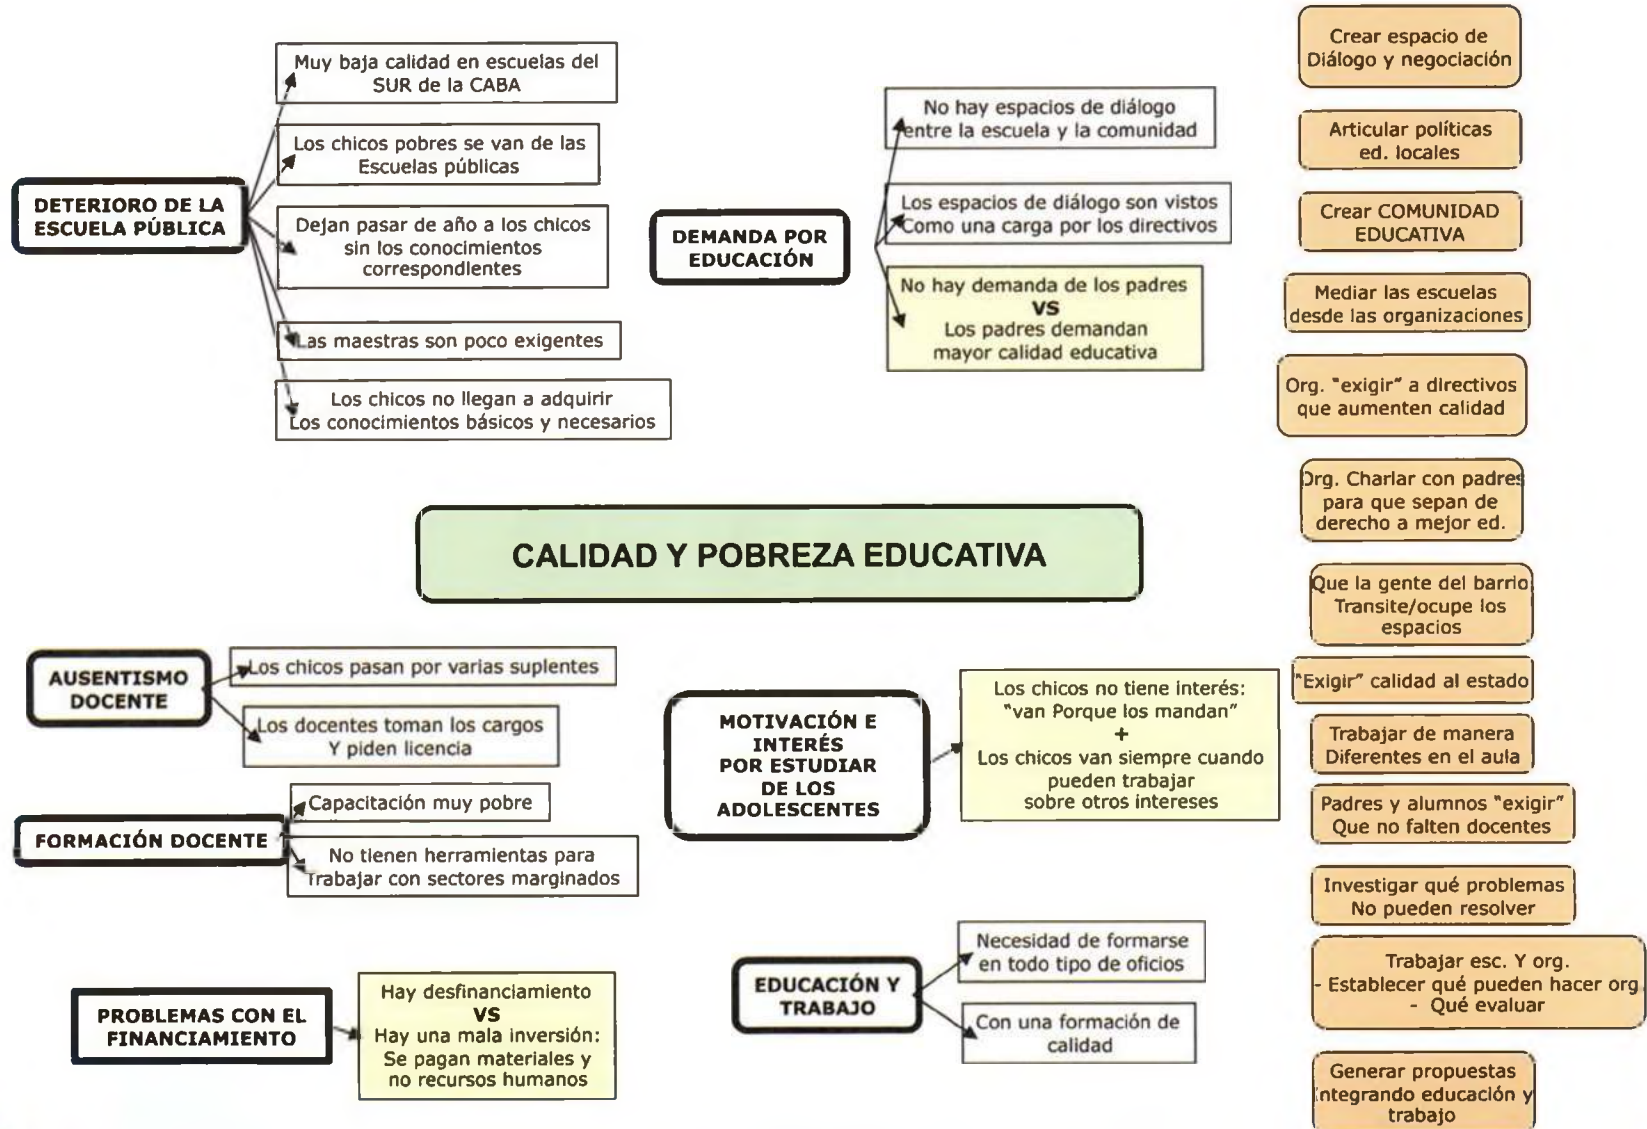 DETERIORO DE LA
ESCUELA PÚBLICA
Muy baja calidad en escuelas del
SUR de la CABA
Los chicos pobres se van de las
Escuelas públicas
Dejan pasar de año a los chicos
sin los conocimientos
correspondientes
Las maestras son poco exigentes
Los chicos no llegan a adquirir
Los conocimientos básicos y necesarios
DEMANDA POR
EDUCACIÓN
No hay espacios de diálogo
entre la escuela y la comunidad
Los espacios de diálogo son vistos
Como una carga por los directivos
No hay demanda de los padres
VS
Los padres demandan
mayor calidad educativa
CALIDAD Y POBREZA EDUCATIVA
AUSENTISMO
DOCENTE
Los chicos pasan por varias suplentes
Los docentes toman los cargos
Y piden licencia
FORMACIÓN DOCENTE
Capacitación muy pobre
No tienen herramientas para
Trabajar con sectores marginados
PROBLEMAS CON EL
FINANCIAMIENTO
Hay desfinanciamiento
VS
Hay una mala inversión:
Se pagan materiales y
no recursos humanos
MOTIVACIÓN E
INTERÉS
POR ESTUDIAR
DE LOS
ADOLESCENTES
Los chicos no tiene interés:
"van Porque los mandan"
+
Los chicos van siempre cuando
pueden trabajar
sobre otros intereses
EDUCACIÓN Y
TRABAJO
Necesidad de formarse
en todo tipo de oficios
Con una formación de
calidad
Crear espacio de
Diálogo y negociación
Articular políticas
ed. locales
Crear COMUNIDAD
EDUCATIVA
Mediar las escuelas
desde las organizaciones
Org. "exigir" a directivos
que aumenten calidad
Org. Charlar con padres
para que sepan de
derecho a mejor ed.
Que la gente del barrio
Transite/ocupe los
espacios
"Exigir" calidad al estado
Trabajar de manera
Diferentes en el aula
Padres y alumnos "exigir"
Que no falten docentes
Investigar qué problemas
No pueden resolver
Trabajar esc. Y org.
- Establecer qué pueden hacer org
- Qué evaluar
Generar propuestas
integrando educación y
trabajo